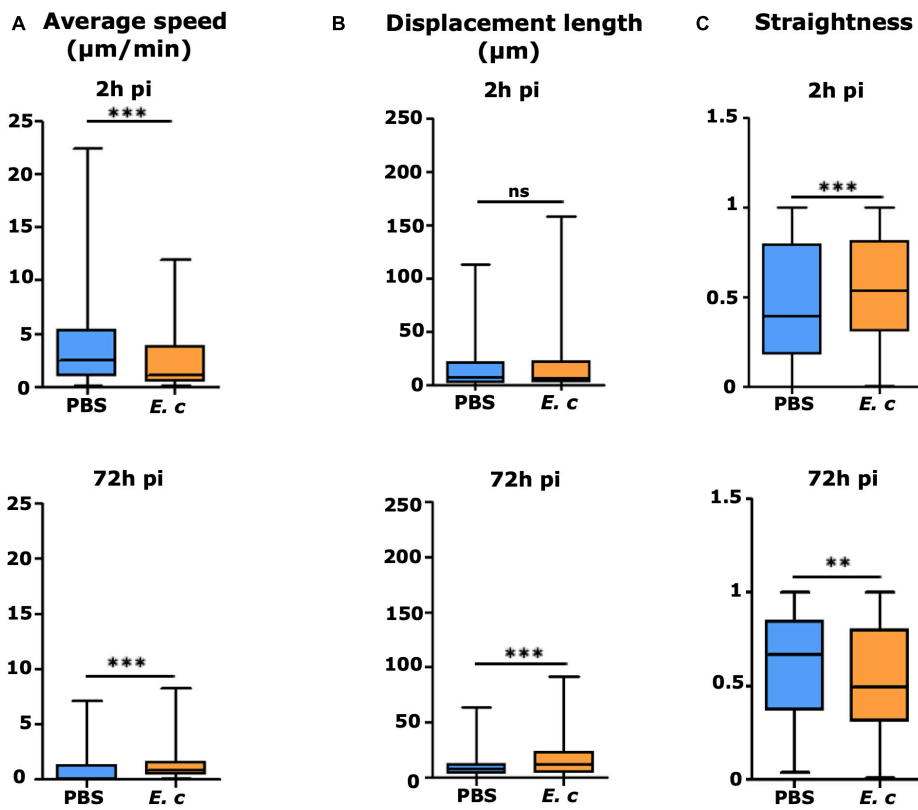 A Average speed
(µm/min)
2h pi
***
25
20
15
10
5
0
PBS E. c
72h pi
25
20
15
10
5
0
***
PBS E. c
B Displacement length
(µm)
2h pi
250
200
150
100
50
0
ns
PBS E. c
72h pi
250
200
150
100
50
0
***
PBS E. c
C Straightness
2h pi
1.5
1
0.5
0
***
PBS E. c
72h pi
1.5
1
0.5
0
**
PBS E. c